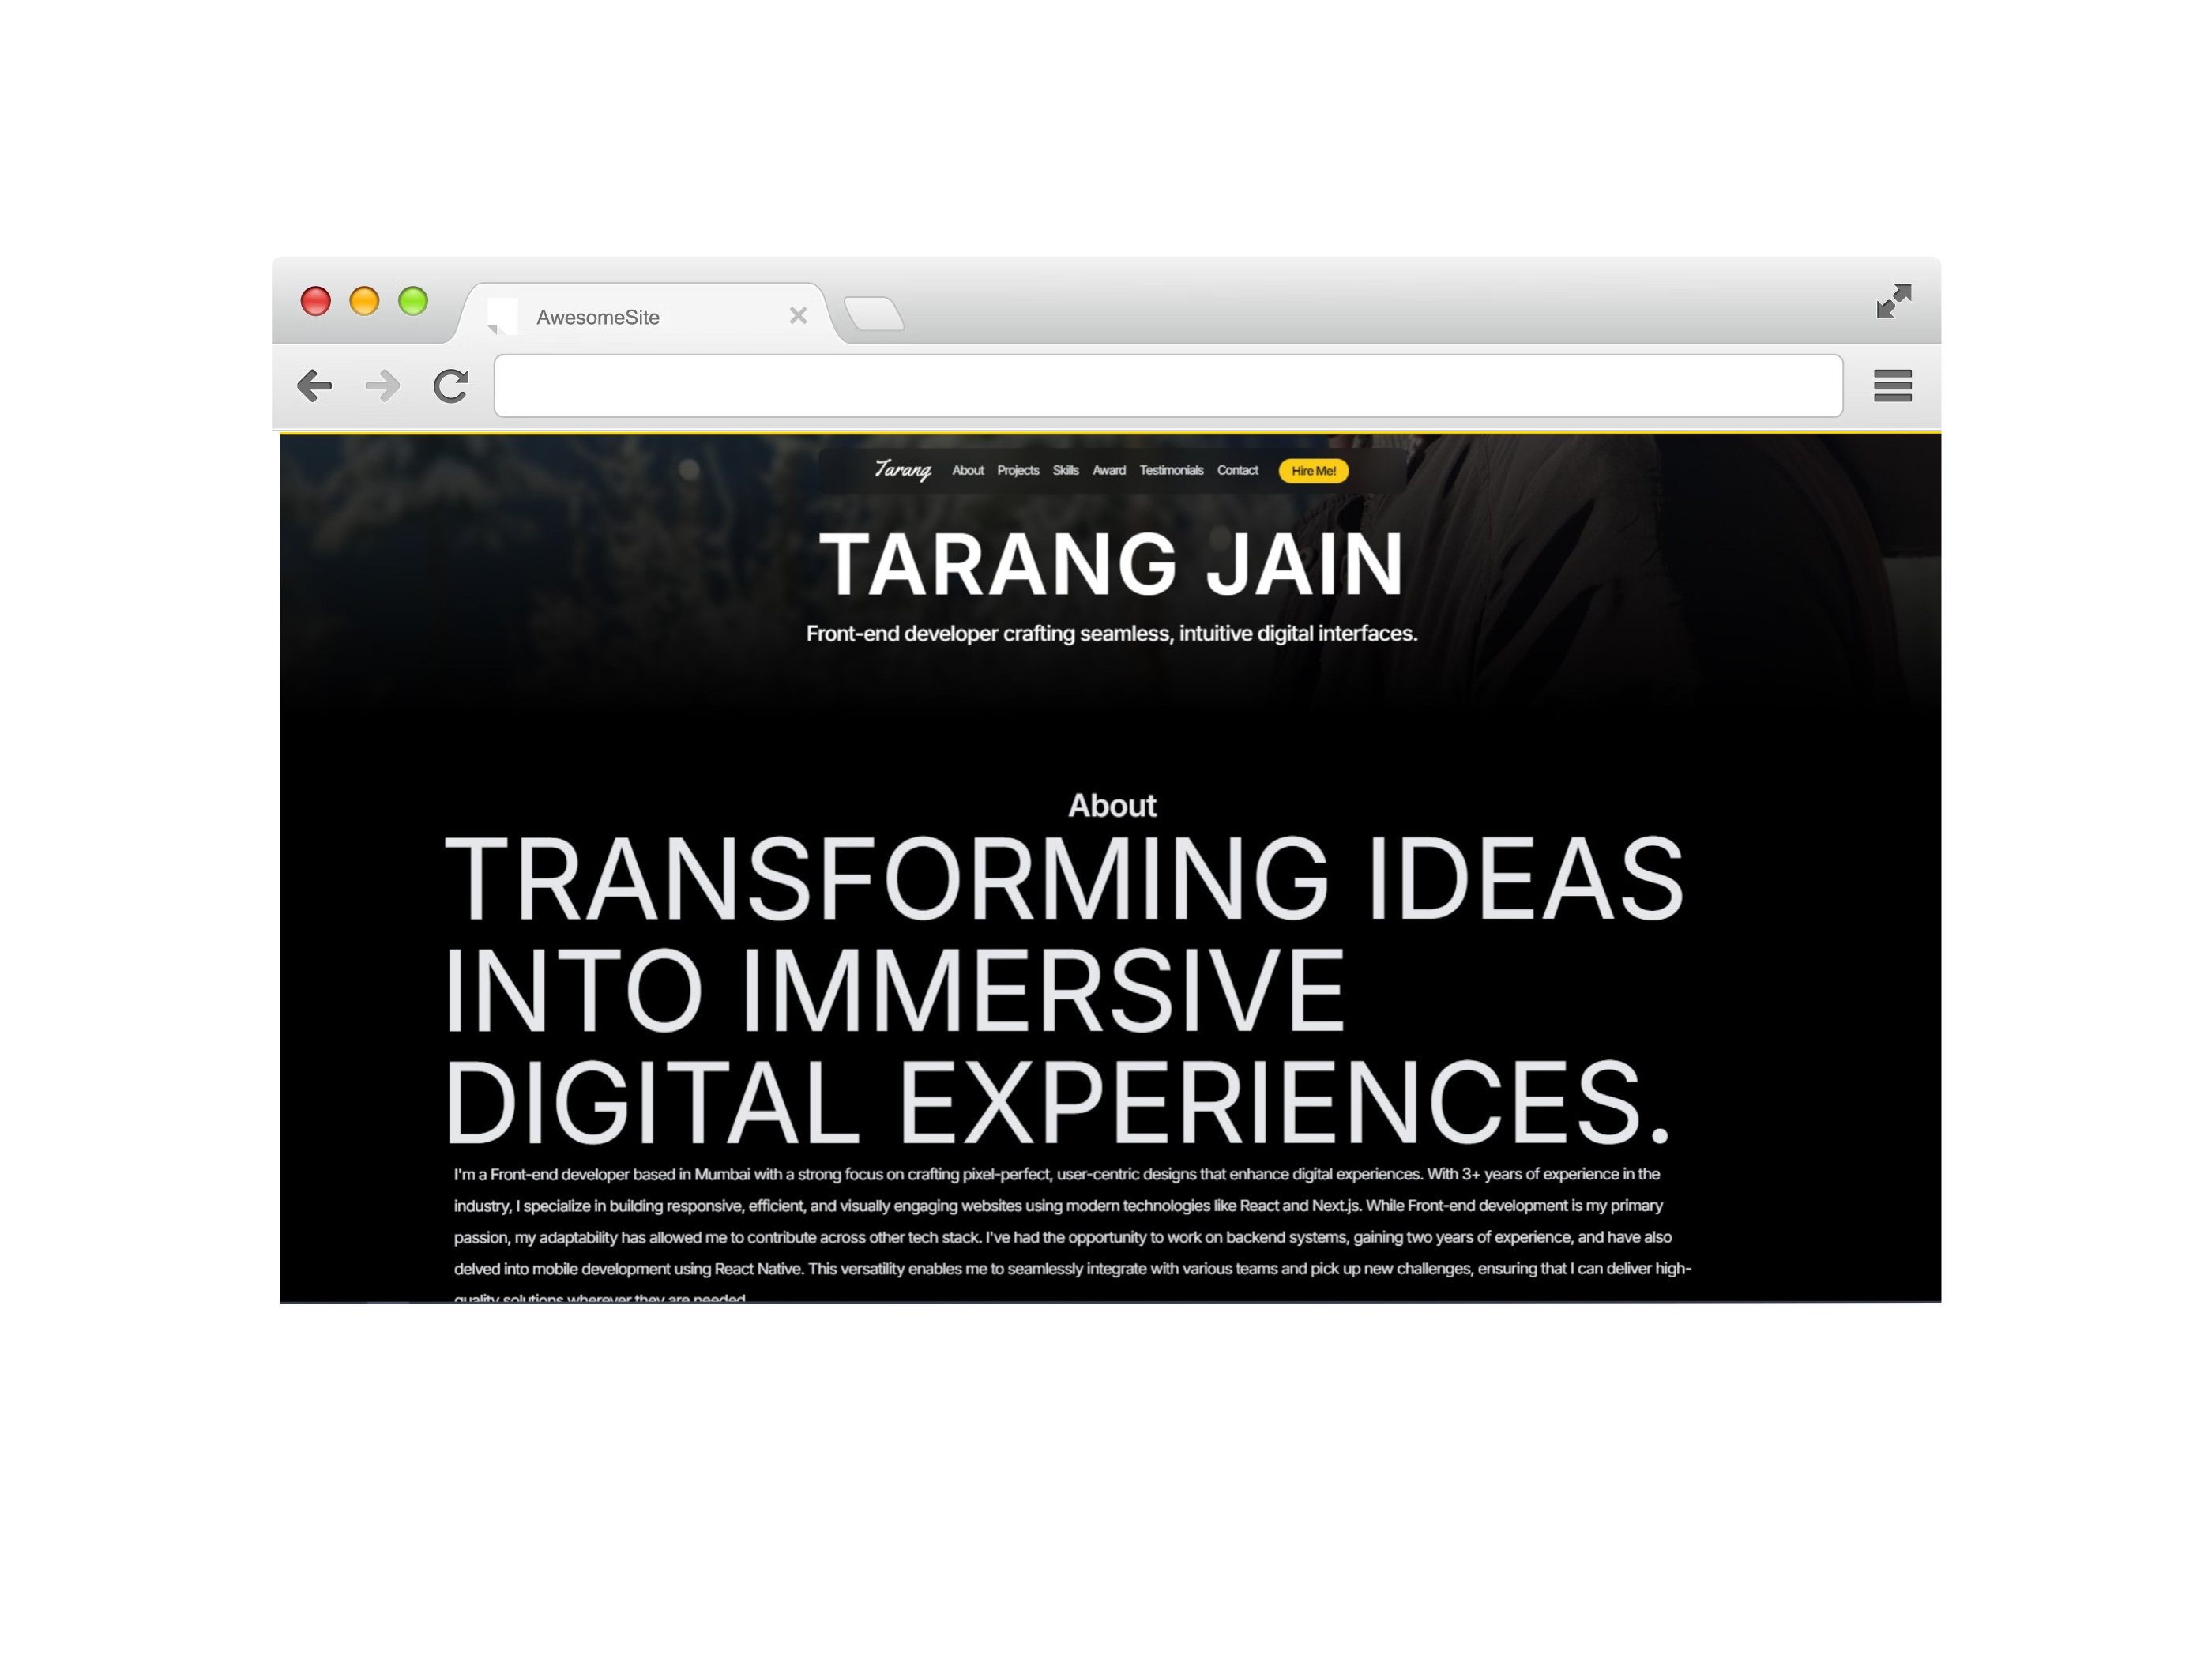 AwesomeSite
Tarang About Projects Skills Award Testimonials Contact Hire Me!
TARANG JAIN
Front-end developer crafting seamless, intuitive digital interfaces.
About
TRANSFORMING IDEAS
INTO IMMERSIVE
DIGITAL EXPERIENCES.
I'm a Front-end developer based in Mumbai with a strong focus on crafting pixel-perfect, user-centric designs that enhance digital experiences. With 3+ years of experience in the
industry, I specialize in building responsive, efficient, and visually engaging websites using modern technologies like React and Next.js. While Front-end development is my primary
passion, my adaptability has allowed me to contribute across other tech stack. I've had the opportunity to work on backend systems, gaining two years of experience, and have also
delved into mobile development using React Native. This versatility enables me to seamlessly integrate with various teams and pick up new challenges, ensuring that I can deliver high-
quality solutions wherever they are needed